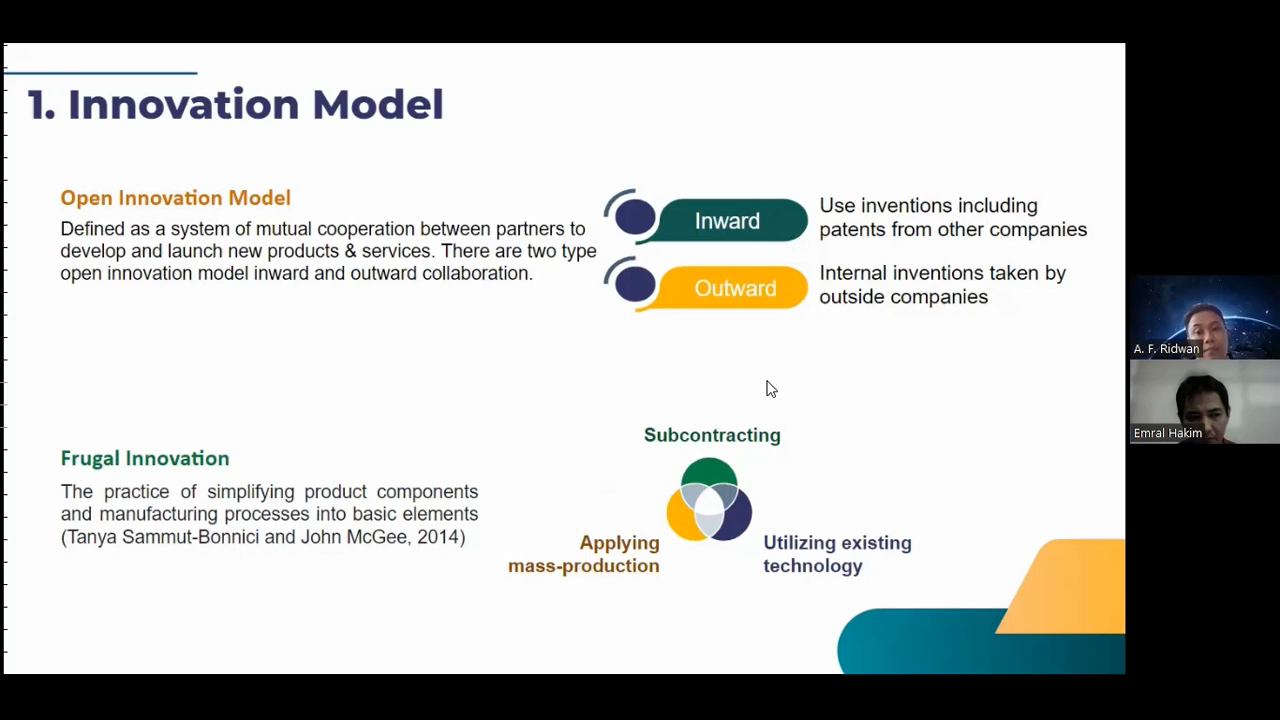 1. Innovation Model
Open Innovation Model
Defined as a system of mutual cooperation between partners to
develop and launch new products & services. There are two type
open innovation model inward and outward collaboration.
Inward
Use inventions including
patents from other companies
Outward
Internal inventions taken by
outside companies
Frugal Innovation
The practice of simplifying product components
and manufacturing processes into basic elements
(Tanya Sammut-Bonnici and John McGee, 2014)
Subcontracting
Applying
mass-production
Utilizing existing
technology
A. F. Ridwan
Emral Hakim